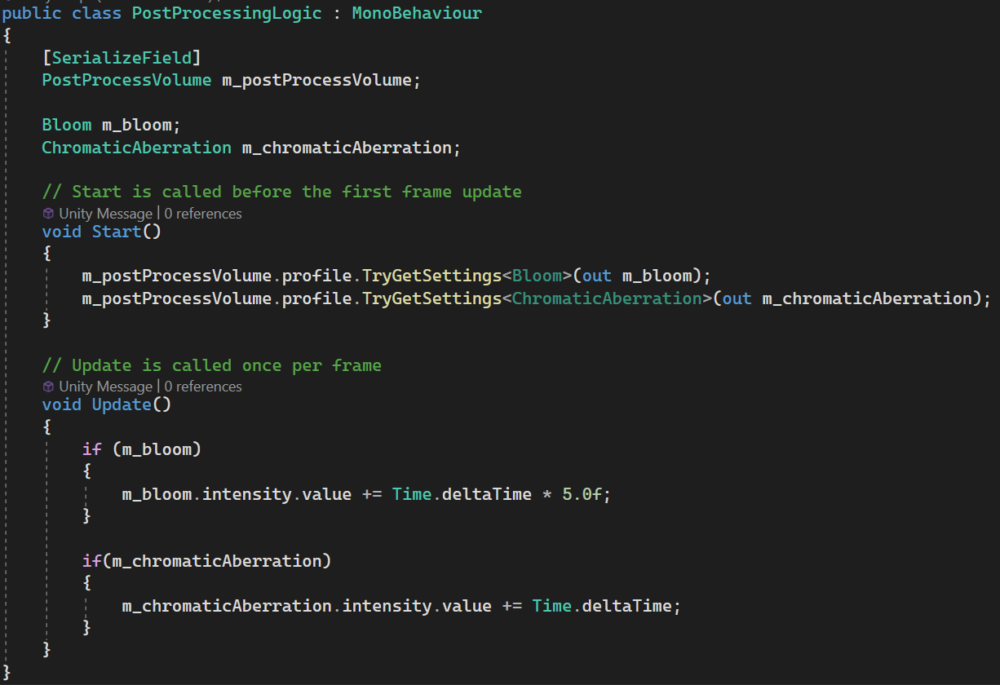 public class PostProcessingLogic : MonoBehaviour
{
[SerializeField]
PostProcessVolume m_postProcessVolume;
Bloom m_bloom;
ChromaticAberration m_chromaticAberration;
// Start is called before the first frame update
Unity Message | 0 references
void Start()
{
m_postProcessVolume.profile.TryGetSettings<Bloom>(out m_bloom);
m_postProcessVolume.profile.TryGetSettings<ChromaticAberration>(out m_chromaticAberration);
}
// Update is called once per frame
Unity Message | 0 references
void Update()
{
if (m_bloom)
{
m_bloom.intensity.value += Time.deltaTime * 5.0f;
}
if(m_chromaticAberration)
{
m_chromaticAberration.intensity.value += Time.deltaTime;
}
}
}